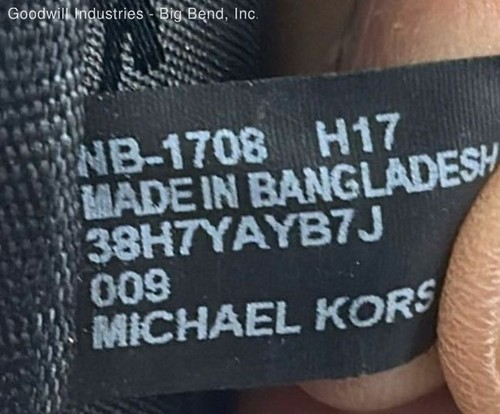 Goodwill Industries - Big Bend, Inc.
NB-1708 H17
MADE IN BANGLADESH
38H7YAYB7J
009
MICHAEL KORS